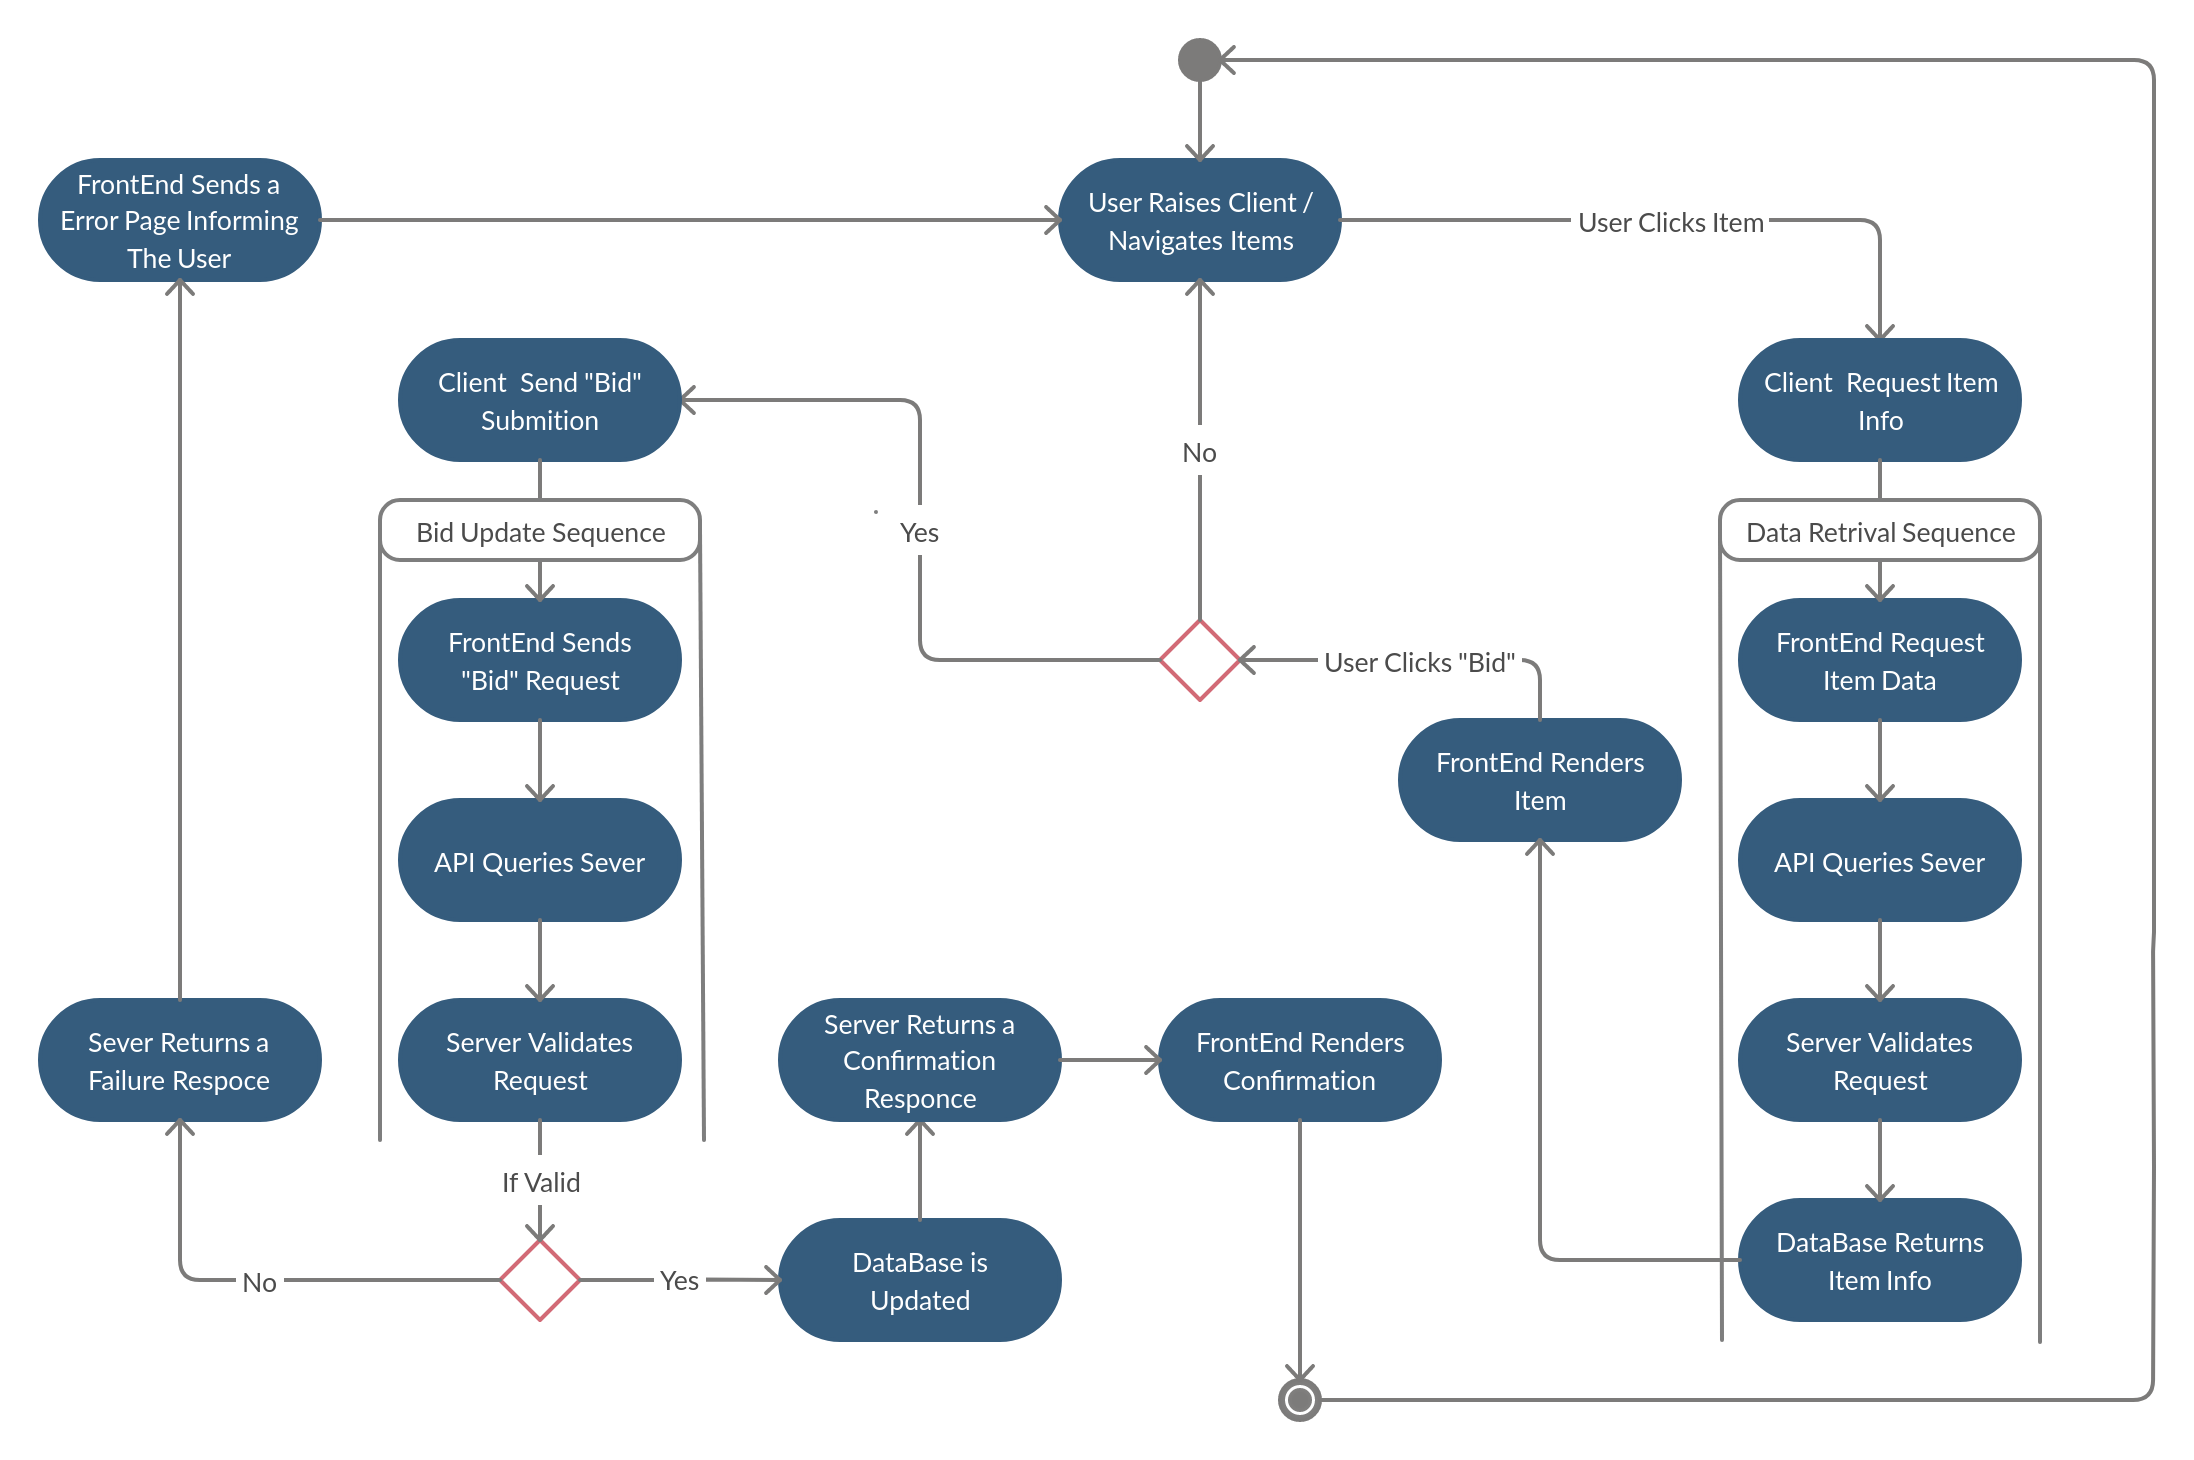 FrontEnd Sends a
Error Page Informing
The User
User Raises Client /
Navigates Items
User Clicks Item
Client  Send "Bid"
Submition
No
Client  Request Item
Info
Bid Update Sequence
Yes
Data Retrival Sequence
FrontEnd Sends
"Bid" Request
User Clicks "Bid"
FrontEnd Request
Item Data
FrontEnd Renders
Item
API Queries Sever
API Queries Sever
Sever Returns a
Failure Respoce
Server Validates
Request
Server Returns a
Confirmation
Responce
FrontEnd Renders
Confirmation
Server Validates
Request
If Valid
No
Yes
DataBase is
Updated
DataBase Returns
Item Info